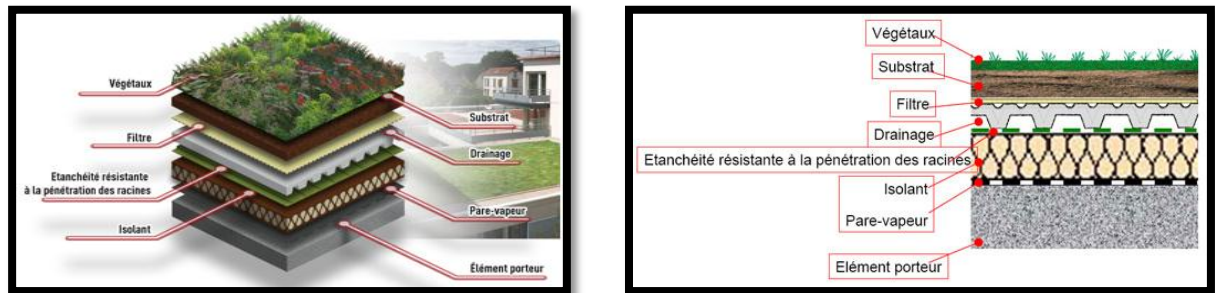 Végétaux
Substrat
Filtre
Drainage
Etanchéité résistante
à la pénétration des racines
Pare-vapeur
Isolant
Élément porteur
Végétaux
Substrat
Filtre
Drainage
Etanchéité résistante à la pénétration des racines
Isolant
Pare-vapeur
Elément porteur